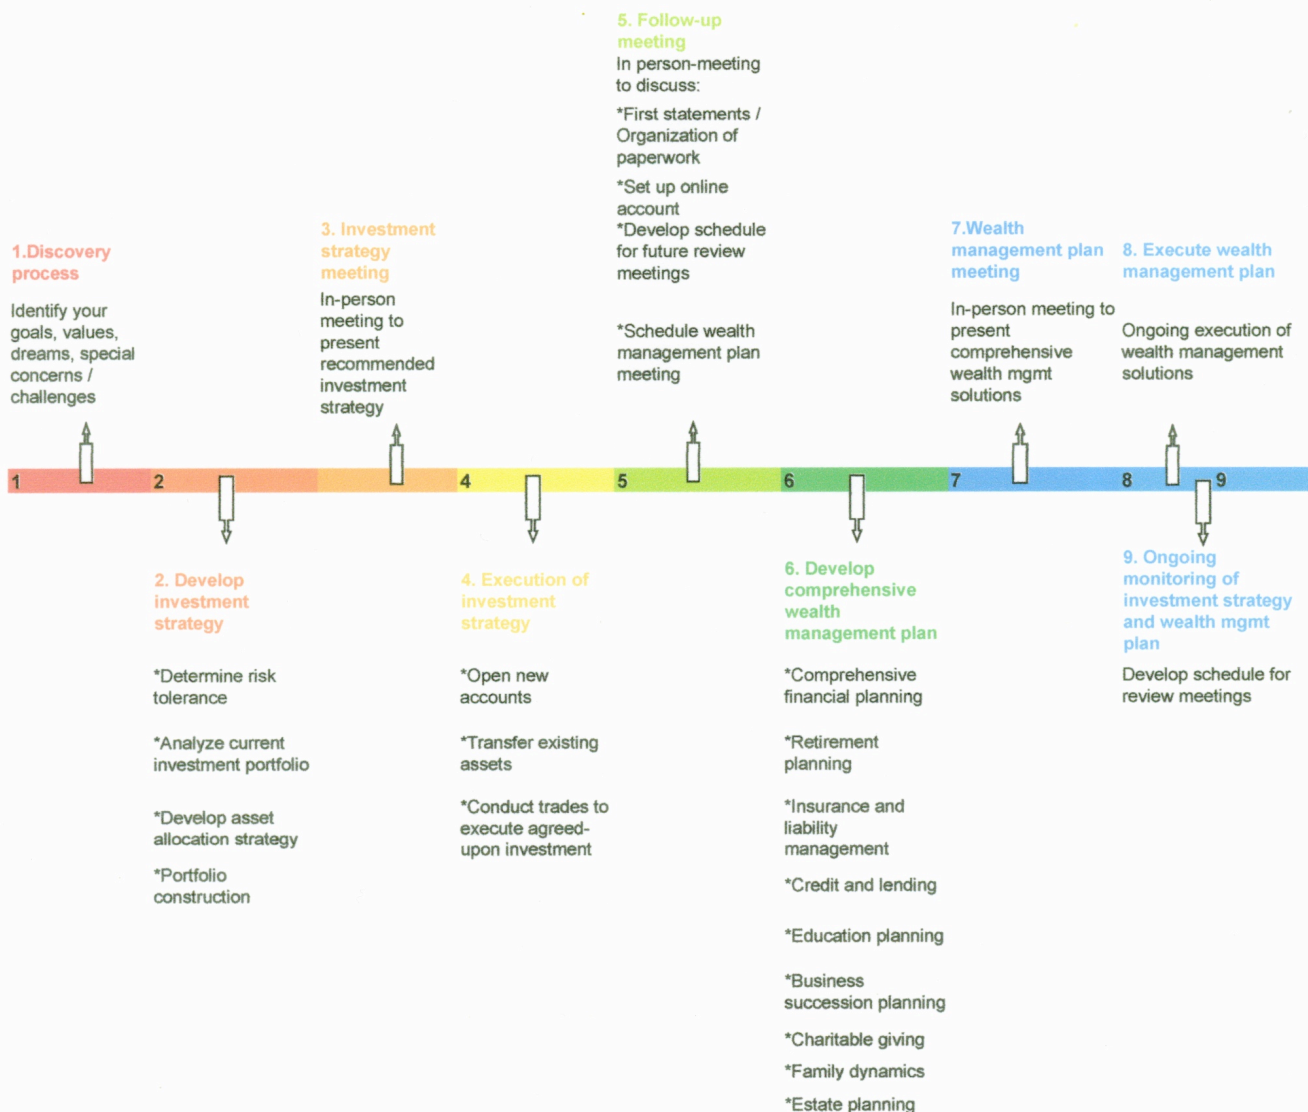 1.Discovery
process
Identify your
goals, values,
dreams, special
concerns /
challenges
3. Investment
strategy
meeting
In-person
meeting to
present
recommended
investment
strategy
5. Follow-up
meeting
In person-meeting
to discuss:
*First statements /
Organization of
paperwork
*Set up online
account
*Develop schedule
for future review
meetings
*Schedule wealth
management plan
meeting
7.Wealth
management plan
meeting
In-person meeting to
present
comprehensive
wealth mgmt
solutions
8. Execute wealth
management plan
Ongoing execution of
wealth management
solutions
1 2 4 5 6 7 8 9
2. Develop
investment
strategy
*Determine risk
tolerance
*Analyze current
investment portfolio
*Develop asset
allocation strategy
*Portfolio
construction
4. Execution of
investment
strategy
*Open new
accounts
*Transfer existing
assets
*Conduct trades to
execute agreed-
upon investment
6. Develop
comprehensive
wealth
management plan
*Comprehensive
financial planning
*Retirement
planning
*Insurance and
liability
management
*Credit and lending
*Education planning
*Business
succession planning
*Charitable giving
*Family dynamics
*Estate planning
9. Ongoing
monitoring of
investment strategy
and wealth mgmt
plan
Develop schedule for
review meetings